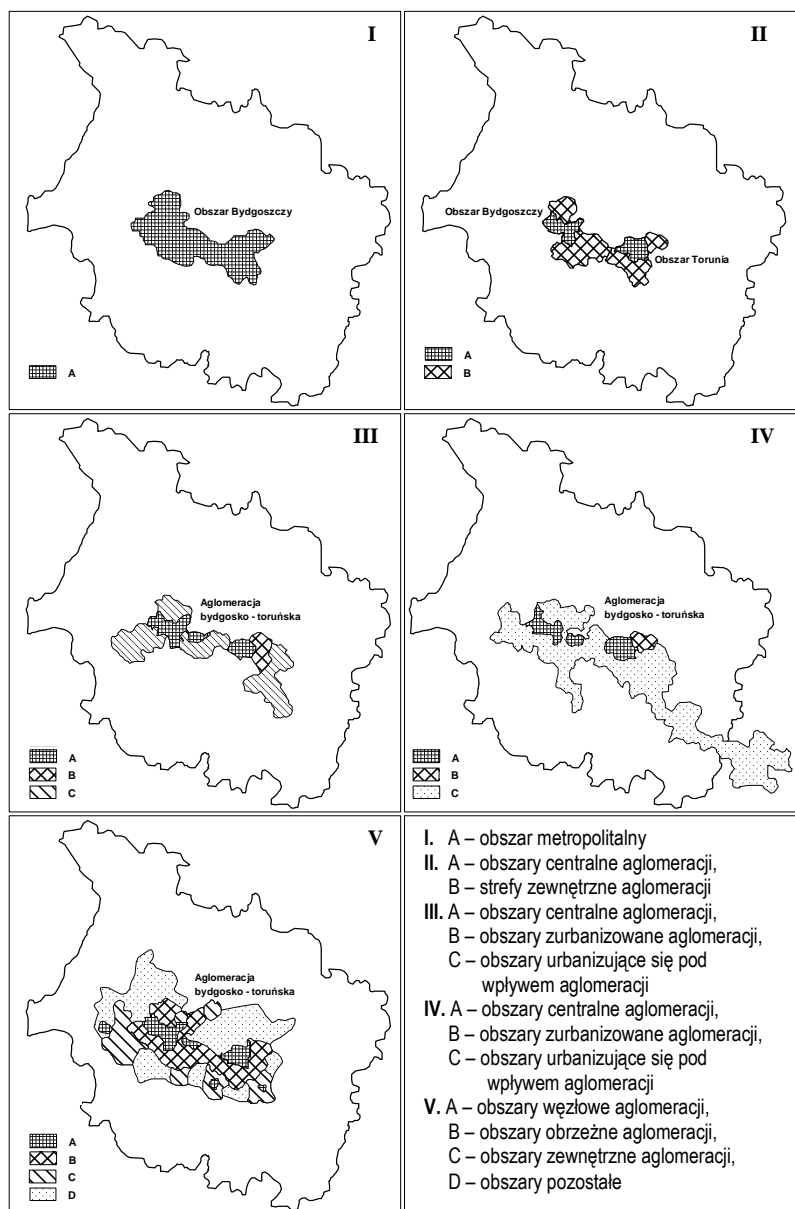 I
Obszar Bydgoszczy
A
II
Obszar Bydgoszczy
Obszar Torunia
A
B
III
Aglomeracja
bydgosko - toruńska
A
B
C
IV
Aglomeracja
bydgosko - toruńska
A
B
C
V
Aglomeracja
bydgosko - toruńska
A
B
C
D
I. A – obszar metropolitalny
II. A – obszary centralne aglomeracji,
B – strefy zewnętrzne aglomeracji
III. A – obszary centralne aglomeracji,
B – obszary zurbanizowane aglomeracji,
C – obszary urbanizujące się pod
wpływem aglomeracji
IV. A – obszary centralne aglomeracji,
B – obszary zurbanizowane aglomeracji,
C – obszary urbanizujące się pod
wpływem aglomeracji
V. A – obszary węzłowe aglomeracji,
B – obszary obrzeżne aglomeracji,
C – obszary zewnętrzne aglomeracji,
D – obszary pozostałe